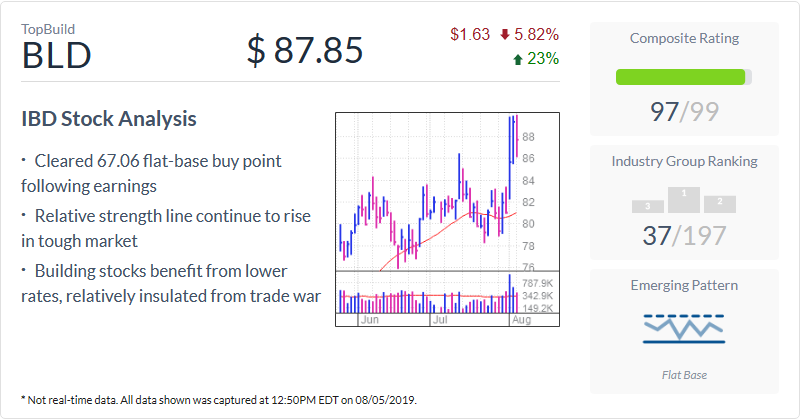 TopBuild
BLD
$ 87.85
$1.63 5.82%
23%
IBD Stock Analysis
· Cleared 67.06 flat-base buy point
following earnings
· Relative strength line continue to rise
in tough market
· Building stocks benefit from lower
rates, relatively insulated from trade war
88
86
84
82
80
78
76
787.9K
342.9K
149.2K
Jun Jul Aug
Composite Rating
97/99
Industry Group Ranking
3 1 2
37/197
Emerging Pattern
Flat Base
* Not real-time data. All data shown was captured at 12:50PM EDT on 08/05/2019.